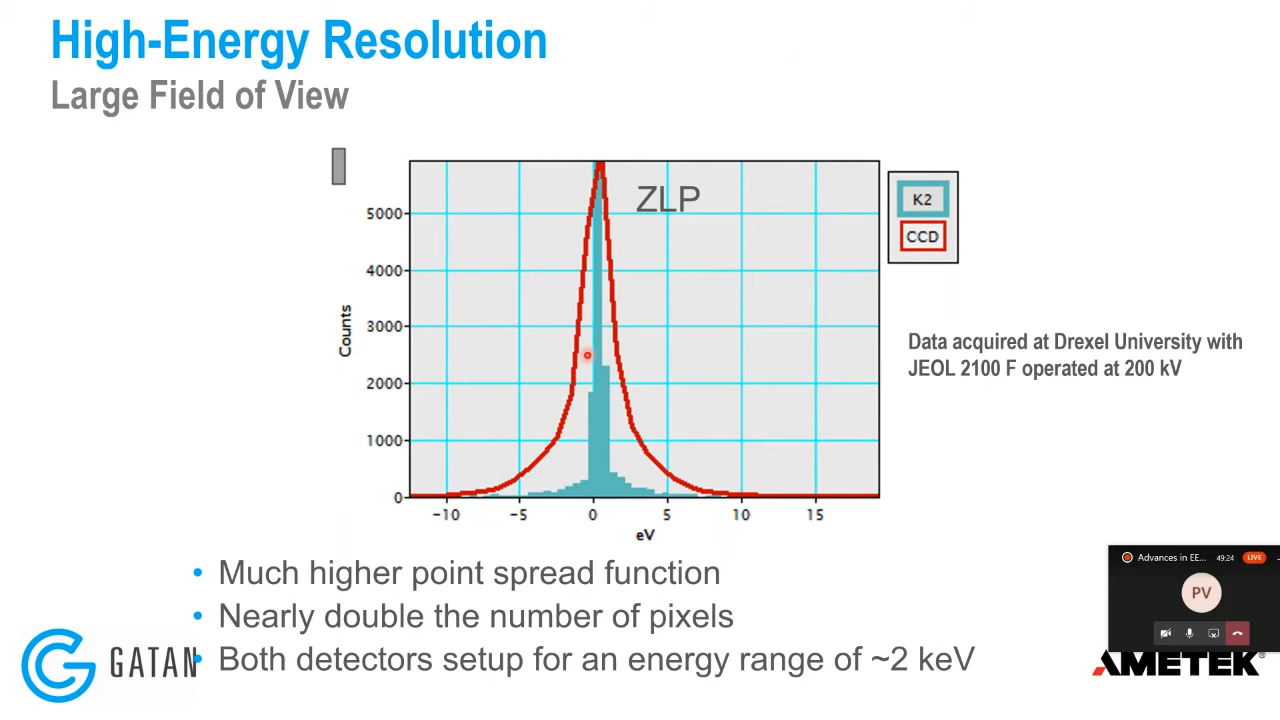 High-Energy Resolution
Large Field of View
ZLP
K2
CCD
Counts
5000
4000
3000
2000
1000
0
-10
-5
0
5
10
15
eV
Data acquired at Drexel University with
JEOL 2100 F operated at 200 kV
• Much higher point spread function
• Nearly double the number of pixels
• Both detectors setup for an energy range of ~2 keV
GATAN
Advances in EE... 49:24 LIVE
PV
AMETEK®